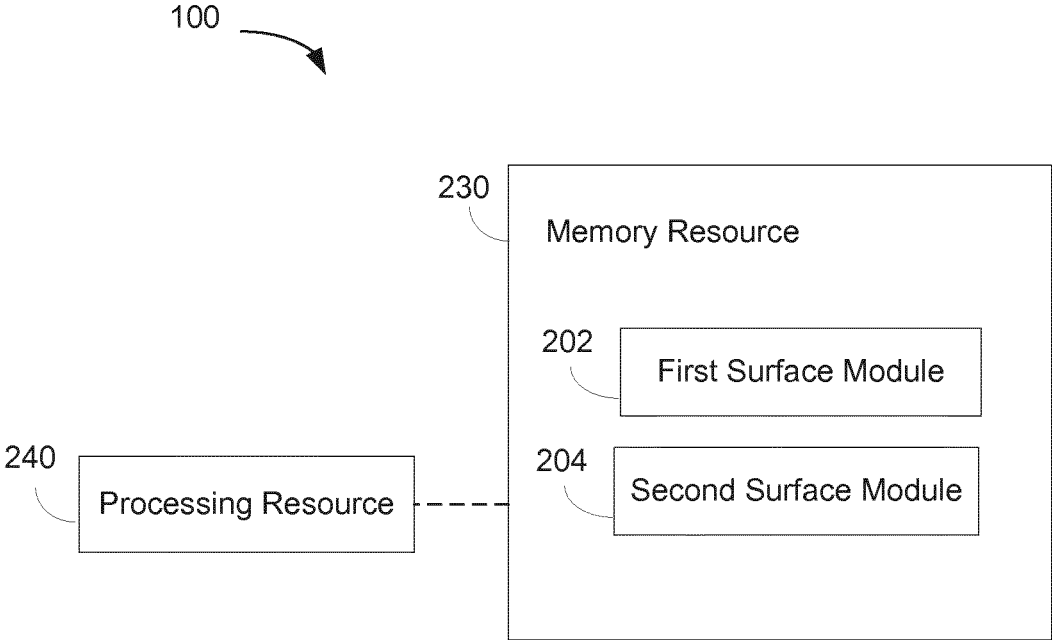 100
230
Memory Resource
202
First Surface Module
240
Processing Resource
204
Second Surface Module